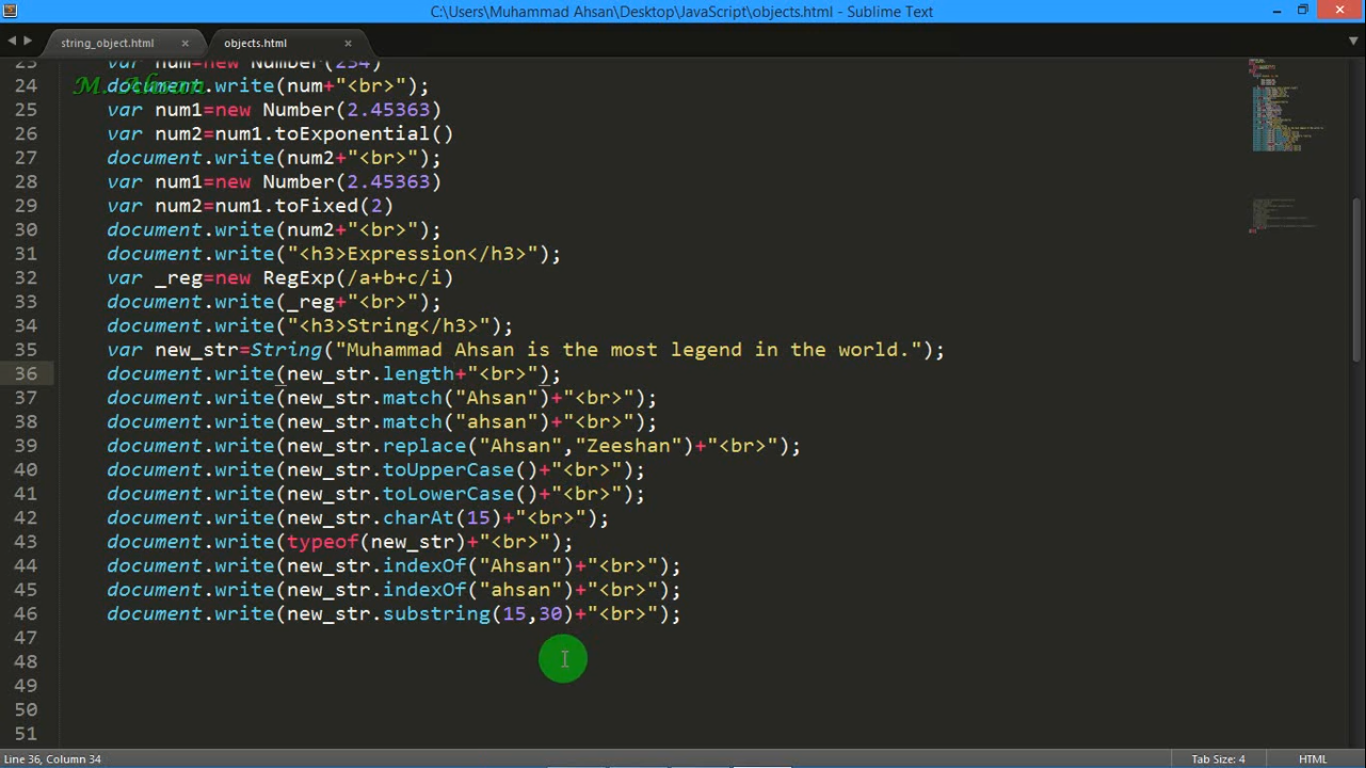 C:\Users\Muhammad Ahsan\Desktop\JavaScript\objects.html - Sublime Text
string_object.html × objects.html ×
M. Ahsan
23 var num=new Number(234)
24 document.write(num+"<br>");
25 var num1=new Number(2.45363)
26 var num2=num1.toExponential()
27 document.write(num2+"<br>");
28 var num1=new Number(2.45363)
29 var num2=num1.toFixed(2)
30 document.write(num2+"<br>");
31 document.write("<h3>Expression</h3>");
32 var _reg=new RegExp(/a+b+c/i)
33 document.write(_reg+"<br>");
34 document.write("<h3>String</h3>");
35 var new_str=String("Muhammad Ahsan is the most legend in the world.");
36 document.write(new_str.length+"<br>");
37 document.write(new_str.match("Ahsan")+"<br>");
38 document.write(new_str.match("ahsan")+"<br>");
39 document.write(new_str.replace("Ahsan","Zeeshan")+"<br>");
40 document.write(new_str.toUpperCase()+"<br>");
41 document.write(new_str.toLowerCase()+"<br>");
42 document.write(new_str.charAt(15)+"<br>");
43 document.write(typeof(new_str)+"<br>");
44 document.write(new_str.indexOf("Ahsan")+"<br>");
45 document.write(new_str.indexOf("ahsan")+"<br>");
46 document.write(new_str.substring(15,30)+"<br>");
47
48
49
50
51
Line 36, Column 34 Tab Size: 4 HTML